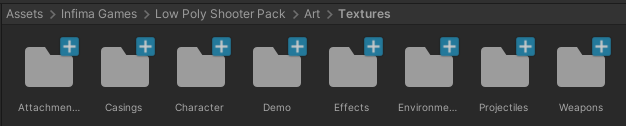 Assets > Infima Games > Low Poly Shooter Pack > Art > Textures
Attachmen... Casings Character Demo Effects Environme... Projectiles Weapons